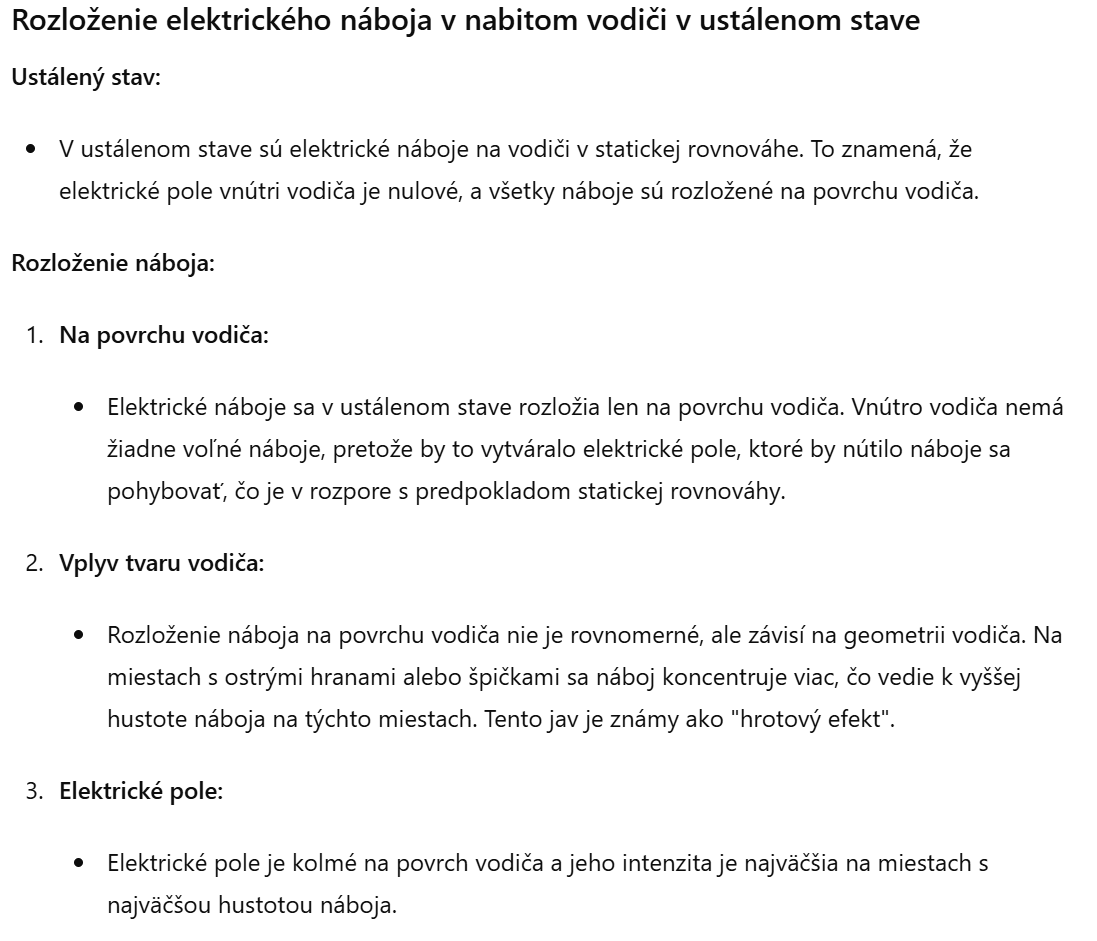 Rozloženie elektrického náboja v nabitom vodiči v ustálenom stave
Ustálený stav:
• V ustálenom stave sú elektrické náboje na vodiči v statickej rovnováhe. To znamená, že
elektrické pole vnútri vodiča je nulové, a všetky náboje sú rozložené na povrchu vodiča.
Rozloženie náboja:
1. Na povrchu vodiča:
• Elektrické náboje sa v ustálenom stave rozložia len na povrchu vodiča. Vnútro vodiča nemá
žiadne voľné náboje, pretože by to vytváralo elektrické pole, ktoré by nútilo náboje sa
pohybovať, čo je v rozpore s predpokladom statickej rovnováhy.
2. Vplyv tvaru vodiča:
• Rozloženie náboja na povrchu vodiča nie je rovnomerné, ale závisí na geometrii vodiča. Na
miestach s ostrými hranami alebo špičkami sa náboj koncentruje viac, čo vedie k vyššej
hustote náboja na týchto miestach. Tento jav je známy ako "hrotový efekt".
3. Elektrické pole:
• Elektrické pole je kolmé na povrch vodiča a jeho intenzita je najväčšia na miestach s
najväčšou hustotou náboja.